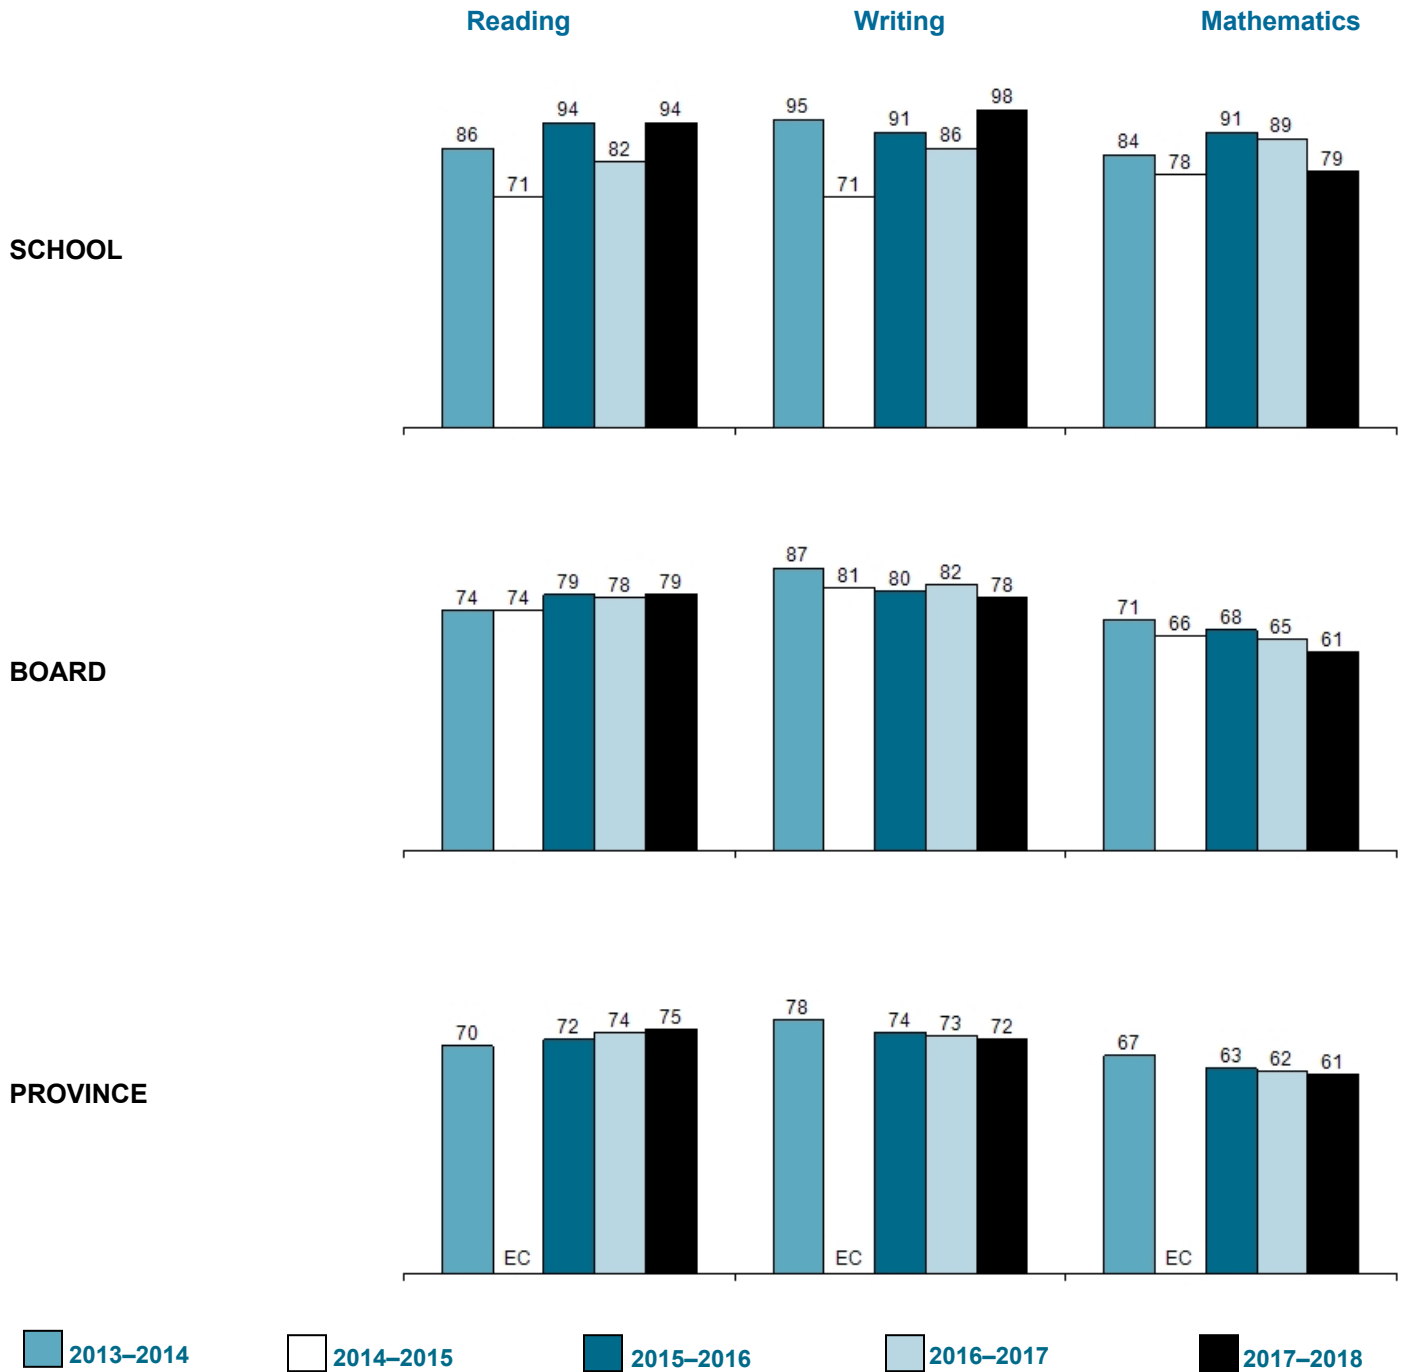 Reading Writing Mathematics
86 71 94 82 94 95 71 91 86 98 84 78 91 89 79
SCHOOL
74 74 79 78 79 87 81 80 82 78 71 66 68 65 61
BOARD
70 72 74 75 78 74 73 72 67 63 62 61
PROVINCE
EC EC EC
2013–2014 2014–2015 2015–2016 2016–2017 2017–2018